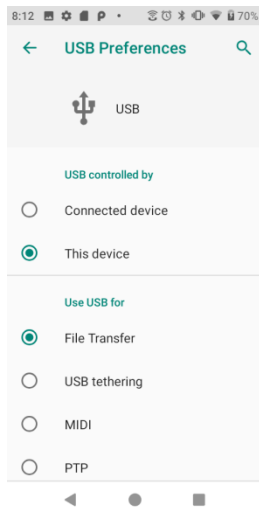 8:12 70%
USB Preferences
USB
USB controlled by
Connected device
This device
Use USB for
File Transfer
USB tethering
MIDI
PTP